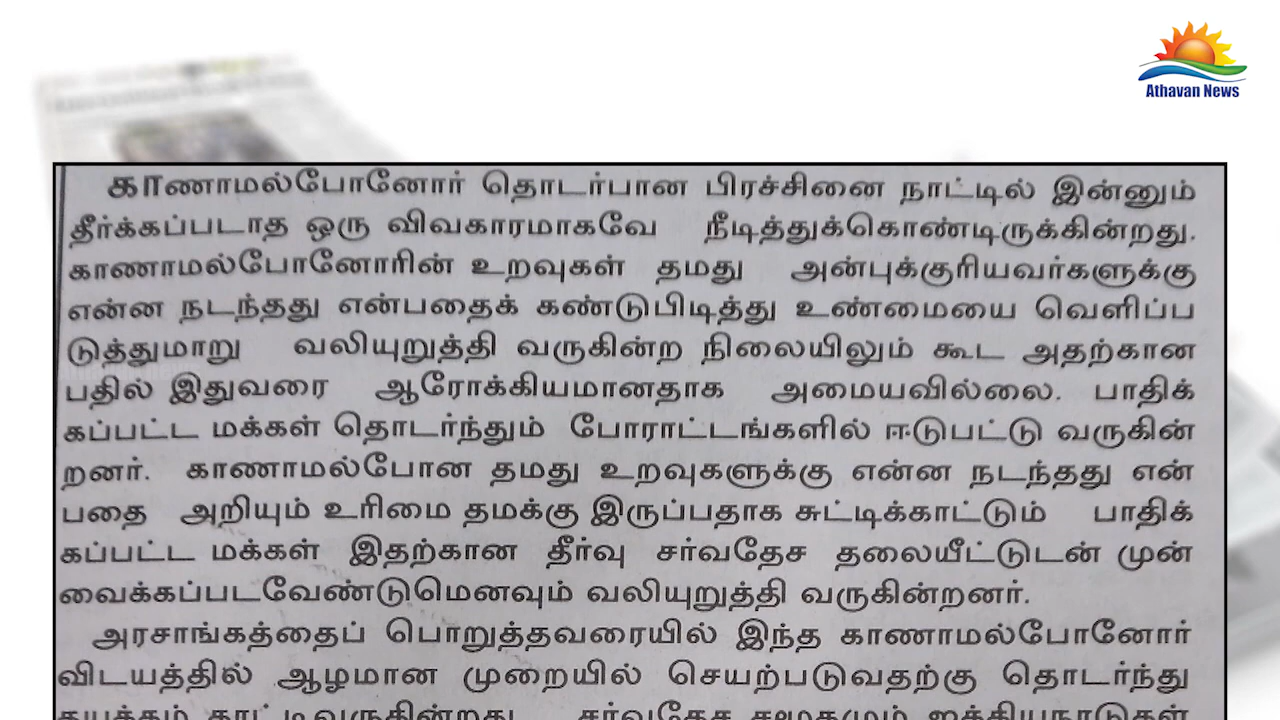 Athavan News
காணாமல்போனோர் தொடர்பான பிரச்சினை நாட்டில் இன்னும்
தீர்க்கப்படாத ஒரு விவகாரமாகவே நீடித்துக்கொண்டிருக்கின்றது.
காணாமல்போனோரின் உறவுகள் தமது அன்புக்குரியவர்களுக்கு
என்ன நடந்தது என்பதைக் கண்டுபிடித்து உண்மையை வெளிப்ப
டுத்துமாறு வலியுறுத்தி வருகின்ற நிலையிலும் கூட அதற்கான
பதில் இதுவரை ஆரோக்கியமானதாக அமையவில்லை. பாதிக்
கப்பட்ட மக்கள் தொடர்ந்தும் போராட்டங்களில் ஈடுபட்டு வருகின்
றனர். காணாமல்போன தமது உறவுகளுக்கு என்ன நடந்தது என்
பதை அறியும் உரிமை தமக்கு இருப்பதாக சுட்டிக்காட்டும் பாதிக்
கப்பட்ட மக்கள் இதற்கான தீர்வு சர்வதேச தலையீட்டுடன் முன்
வைக்கப்படவேண்டுமெனவும் வலியுறுத்தி வருகின்றனர்.
அரசாங்கத்தைப் பொறுத்தவரையில் இந்த காணாமல்போனோர்
விடயத்தில் ஆழமான முறையில் செயற்படுவதற்கு தொடர்ந்து